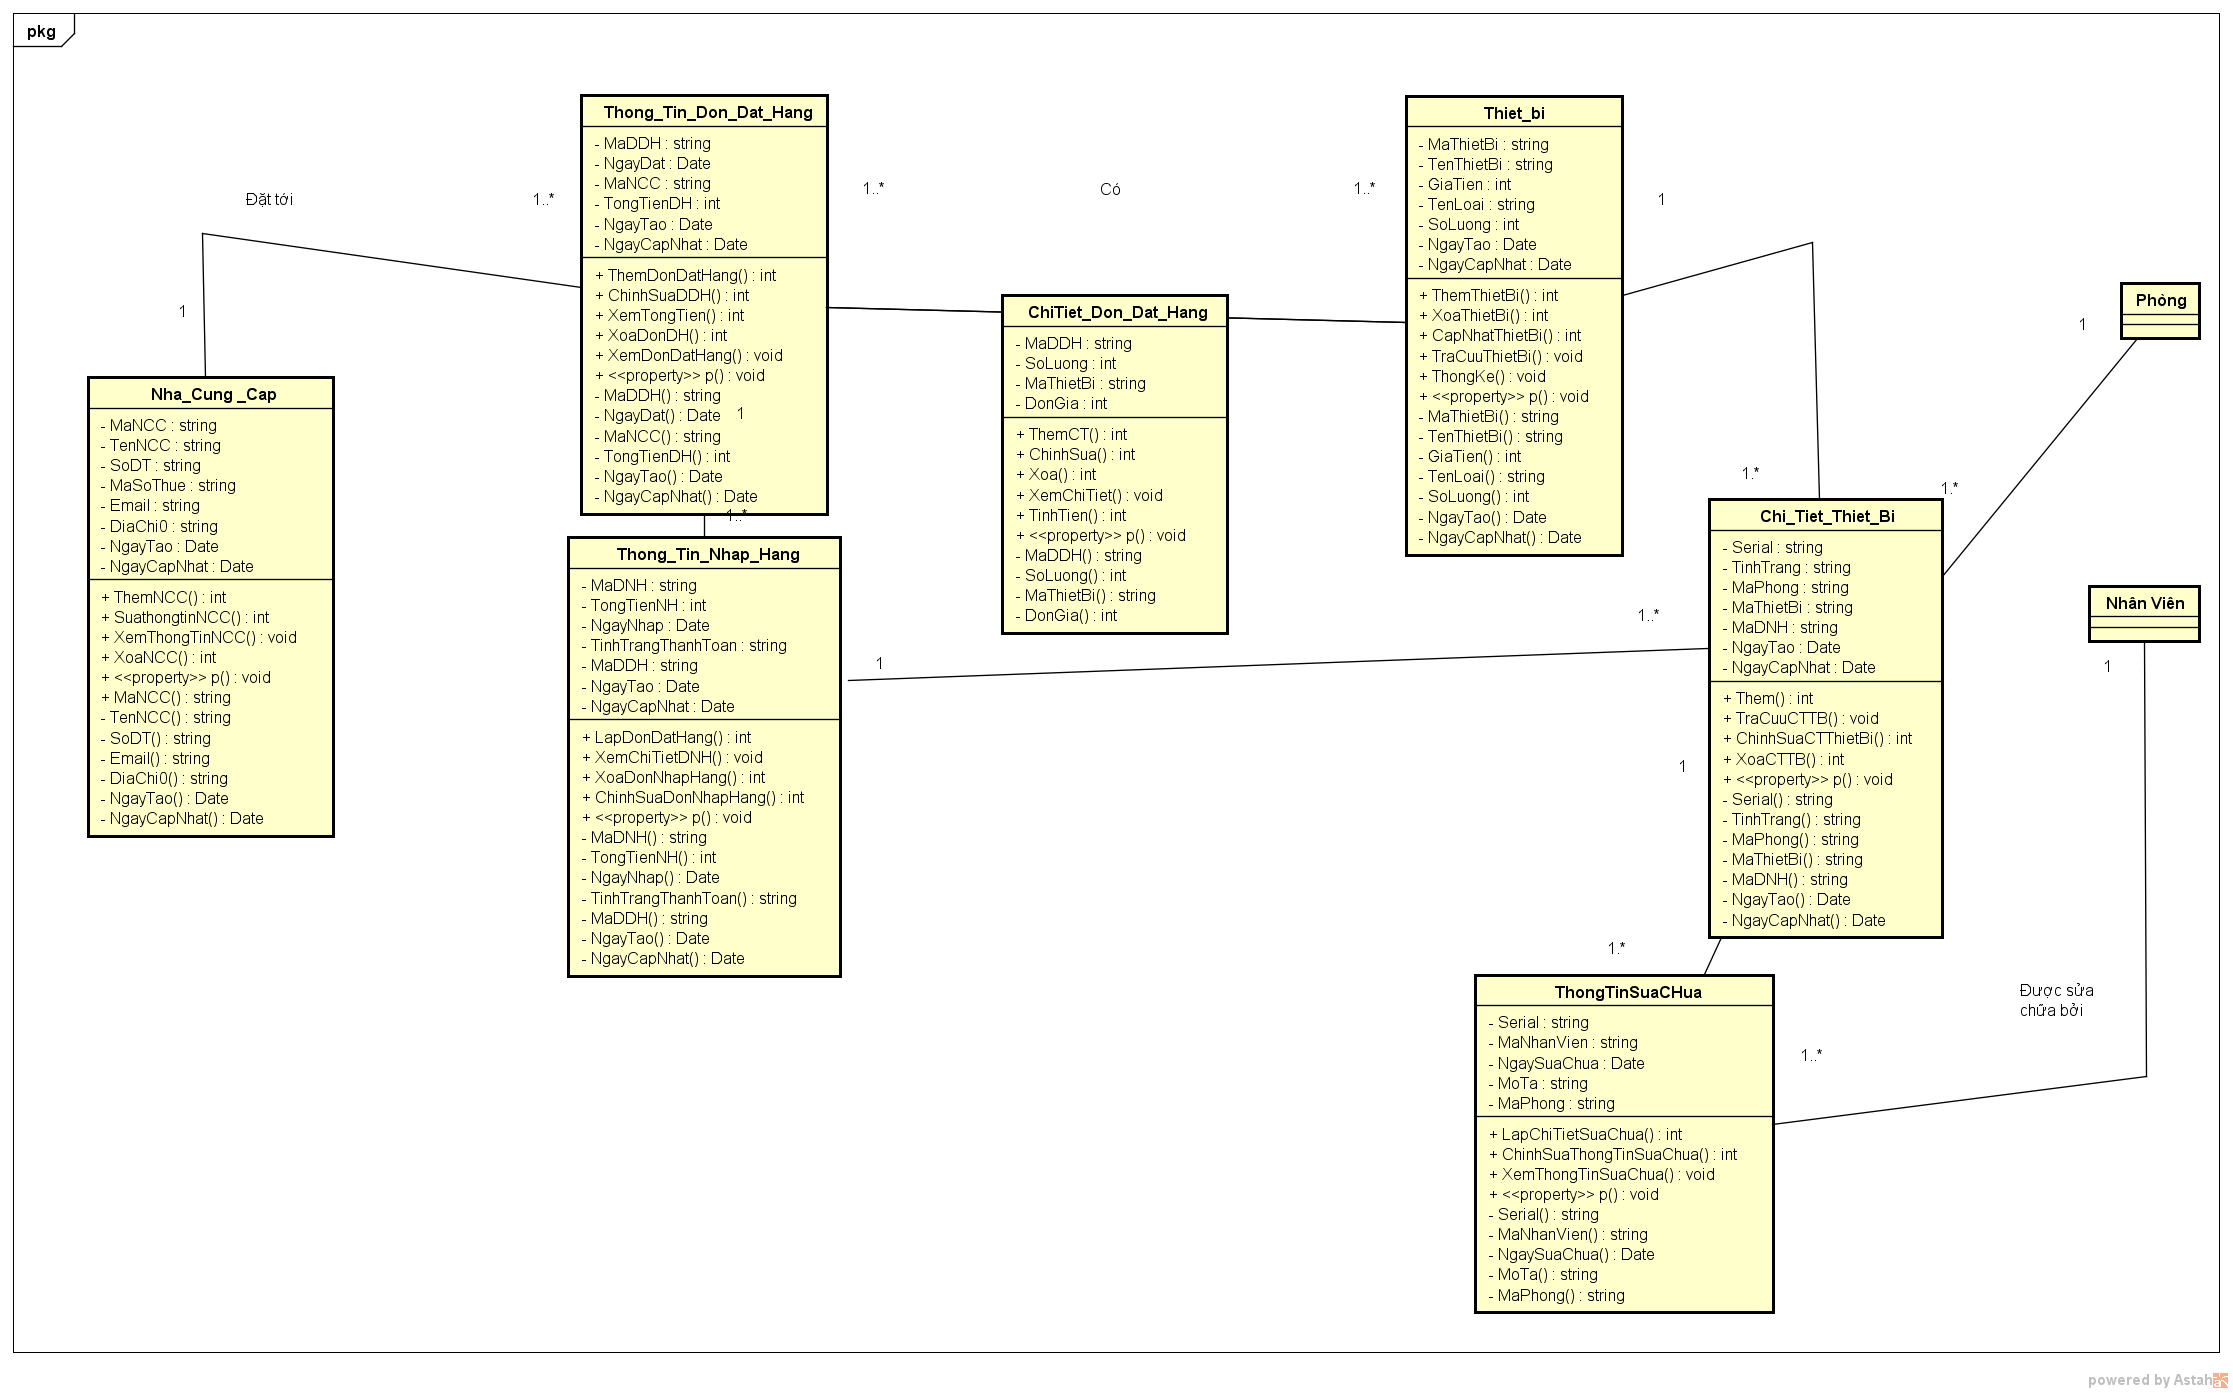 pkg
Đặt tới
1..*
1
Nha_Cung _Cap
- MaNCC : string
- TenNCC : string
- SoDT : string
- MaSoThue : string
- Email : string
- DiaChi0 : string
- NgayTao : Date
- NgayCapNhat : Date
+ ThemNCC() : int
+ SuathongtinNCC() : int
+ XemThongTinNCC() : void
+ XoaNCC() : int
+ <<property>> p() : void
+ MaNCC() : string
- TenNCC() : string
- SoDT() : string
- Email() : string
- DiaChi0() : string
- NgayTao() : Date
- NgayCapNhat() : Date
Thong_Tin_Don_Dat_Hang
- MaDDH : string
- NgayDat : Date
- MaNCC : string
- TongTienDH : int
- NgayTao : Date
- NgayCapNhat : Date
+ ThemDonDatHang() : int
+ ChinhSuaDDH() : int
+ XemTongTien() : int
+ XoaDonDH() : int
+ XemDonDatHang() : void
+ <<property>> p() : void
- MaDDH() : string
- NgayDat() : Date
1
- MaNCC() : string
- TongTienDH() : int
- NgayTao() : Date
- NgayCapNhat() : Date
1..*
Thong_Tin_Nhap_Hang
- MaDNH : string
- TongTienNH : int
- NgayNhap : Date
- TinhTrangThanhToan : string
- MaDDH : string
- NgayTao : Date
- NgayCapNhat : Date
+ LapDonDatHang() : int
+ XemChiTietDNH() : void
+ XoaDonNhapHang() : int
+ ChinhSuaDonNhapHang() : int
+ <<property>> p() : void
- MaDNH() : string
- TongTienNH() : int
- NgayNhap() : Date
- TinhTrangThanhToan() : string
- MaDDH() : string
- NgayTao() : Date
- NgayCapNhat() : Date
1..*
Có
1..*
ChiTiet_Don_Dat_Hang
- MaDDH : string
- SoLuong : int
- MaThietBi : string
- DonGia : int
+ ThemCT() : int
+ ChinhSua() : int
+ Xoa() : int
+ XemChiTiet() : void
+ TinhTien() : int
+ <<property>> p() : void
- MaDDH() : string
- SoLuong() : int
- MaThietBi() : string
- DonGia() : int
1
1..*
Thiet_bi
- MaThietBi : string
- TenThietBi : string
- GiaTien : int
- TenLoai : string
- SoLuong : int
- NgayTao : Date
- NgayCapNhat : Date
+ ThemThietBi() : int
+ XoaThietBi() : int
+ CapNhatThietBi() : int
+ TraCuuThietBi() : void
+ ThongKe() : void
+ <<property>> p() : void
- MaThietBi() : string
- TenThietBi() : string
- GiaTien() : int
- TenLoai() : string
- SoLuong() : int
- NgayTao() : Date
- NgayCapNhat() : Date
1
1..*
Phòng
1
1..*
Chi_Tiet_Thiet_Bi
- Serial : string
- TinhTrang : string
- MaPhong : string
- MaThietBi : string
- MaDNH : string
- NgayTao : Date
- NgayCapNhat : Date
+ Them() : int
+ TraCuuCTTB() : void
+ ChinhSuaCTThietBi() : int
+ XoaCTTB() : int
+ <<property>> p() : void
- Serial() : string
- TinhTrang() : string
- MaPhong() : string
- MaThietBi() : string
- MaDNH() : string
- NgayTao() : Date
- NgayCapNhat() : Date
1
1..*
Nhân Viên
1
Được sửa
chữa bởi
1..*
ThongTinSuaCHua
- Serial : string
- MaNhanVien : string
- NgaySuaChua : Date
- MoTa : string
- MaPhong : string
+ LapChiTietSuaChua() : int
+ ChinhSuaThongTinSuaChua() : int
+ XemThongTinSuaChua() : void
+ <<property>> p() : void
- Serial() : string
- MaNhanVien() : string
- NgaySuaChua() : Date
- MoTa() : string
- MaPhong() : string
powered by Astah